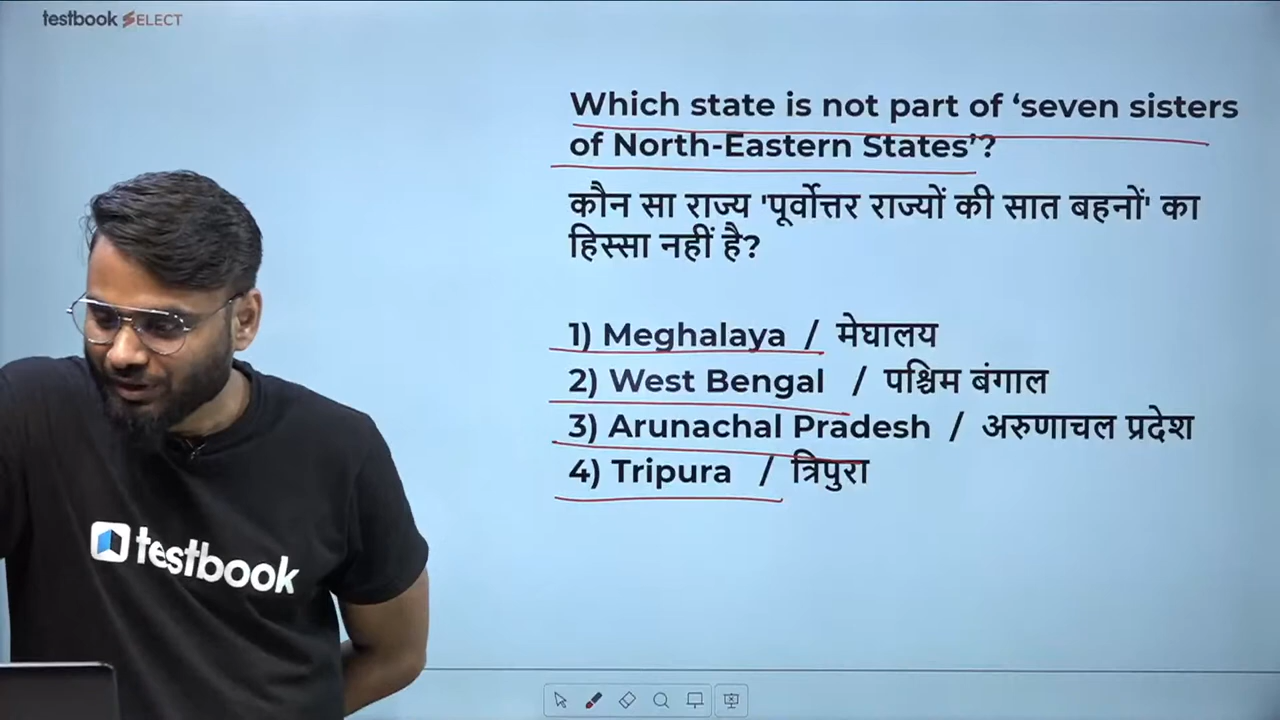 testbook SELECT
Which state is not part of ‘seven sisters
of North-Eastern States’?
कौन सा राज्य 'पूर्वोत्तर राज्यों की सात बहनों' का
हिस्सा नहीं है?
1) Meghalaya / मेघालय
2) West Bengal / पश्चिम बंगाल
3) Arunachal Pradesh / अरुणाचल प्रदेश
4) Tripura / त्रिपुरा
testbook